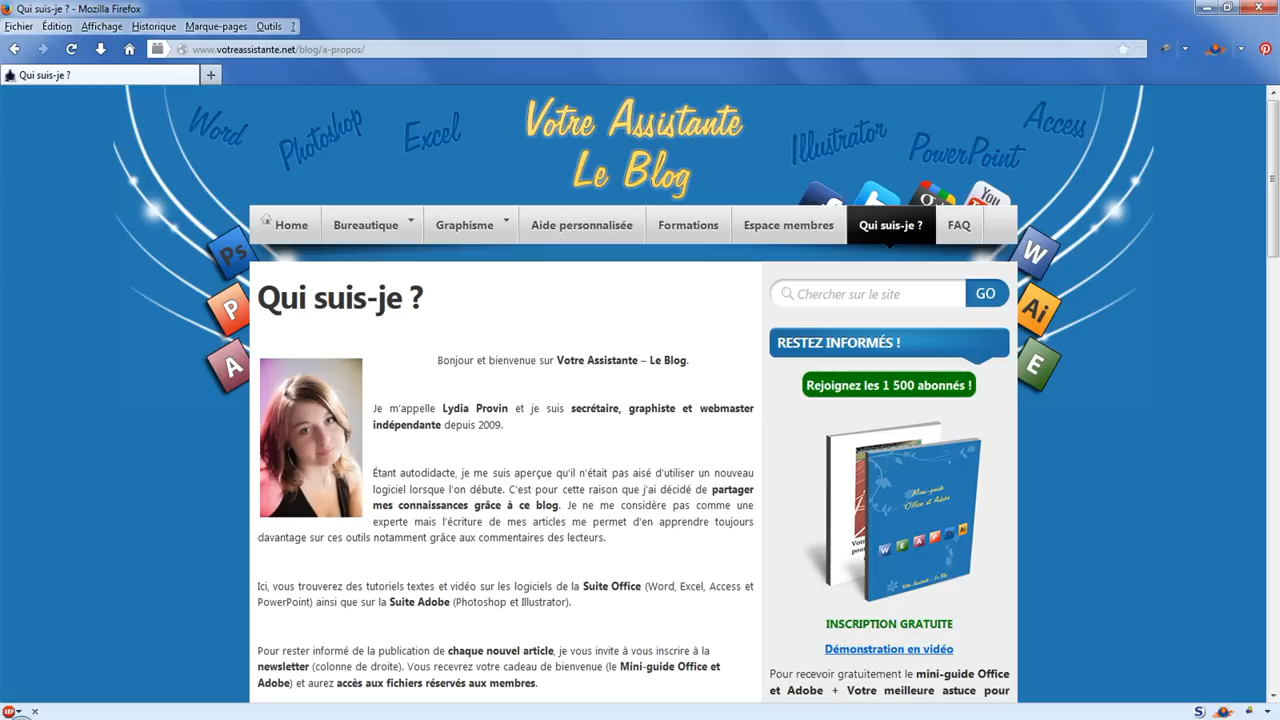 Qui suis-je ? - Mozilla Firefox
Fichier Édition Affichage Historique Marque-pages Outils ?
www.votreassistante.net/blog/a-propos/
Qui suis-je ?
Word Photoshop Excel Votre Assistante Illustrator PowerPoint Access
Le Blog
Home Bureautique Graphisme Aide personnalisée Formations Espace membres Qui suis-je ? FAQ
Ps W
P Ai
A E
Qui suis-je ?
Bonjour et bienvenue sur Votre Assistante – Le Blog.
Je m'appelle Lydia Provin et je suis secrétaire, graphiste et webmaster
indépendante depuis 2009.
Étant autodidacte, je me suis aperçue qu'il n'était pas aisé d'utiliser un nouveau
logiciel lorsque l'on débute. C'est pour cette raison que j'ai décidé de partager
mes connaissances grâce à ce blog. Je ne me considère pas comme une
experte mais l'écriture de mes articles me permet d'en apprendre toujours
davantage sur ces outils notamment grâce aux commentaires des lecteurs.
Ici, vous trouverez des tutoriels textes et vidéo sur les logiciels de la Suite Office (Word, Excel, Access et
PowerPoint) ainsi que sur la Suite Adobe (Photoshop et Illustrator).
Pour rester informé de la publication de chaque nouvel article, je vous invite à vous inscrire à la
newsletter (colonne de droite). Vous recevrez votre cadeau de bienvenue (le Mini-guide Office et
Adobe) et aurez accès aux fichiers réservés aux membres.
Chercher sur le site GO
RESTEZ INFORMÉS !
Rejoignez les 1 500 abonnés !
Mini-guide
Office et Adobe
W E A P
Votre Assistante - Le Blog
INSCRIPTION GRATUITE
Démonstration en vidéo
Pour recevoir gratuitement le mini-guide Office
et Adobe + Votre meilleure astuce pour